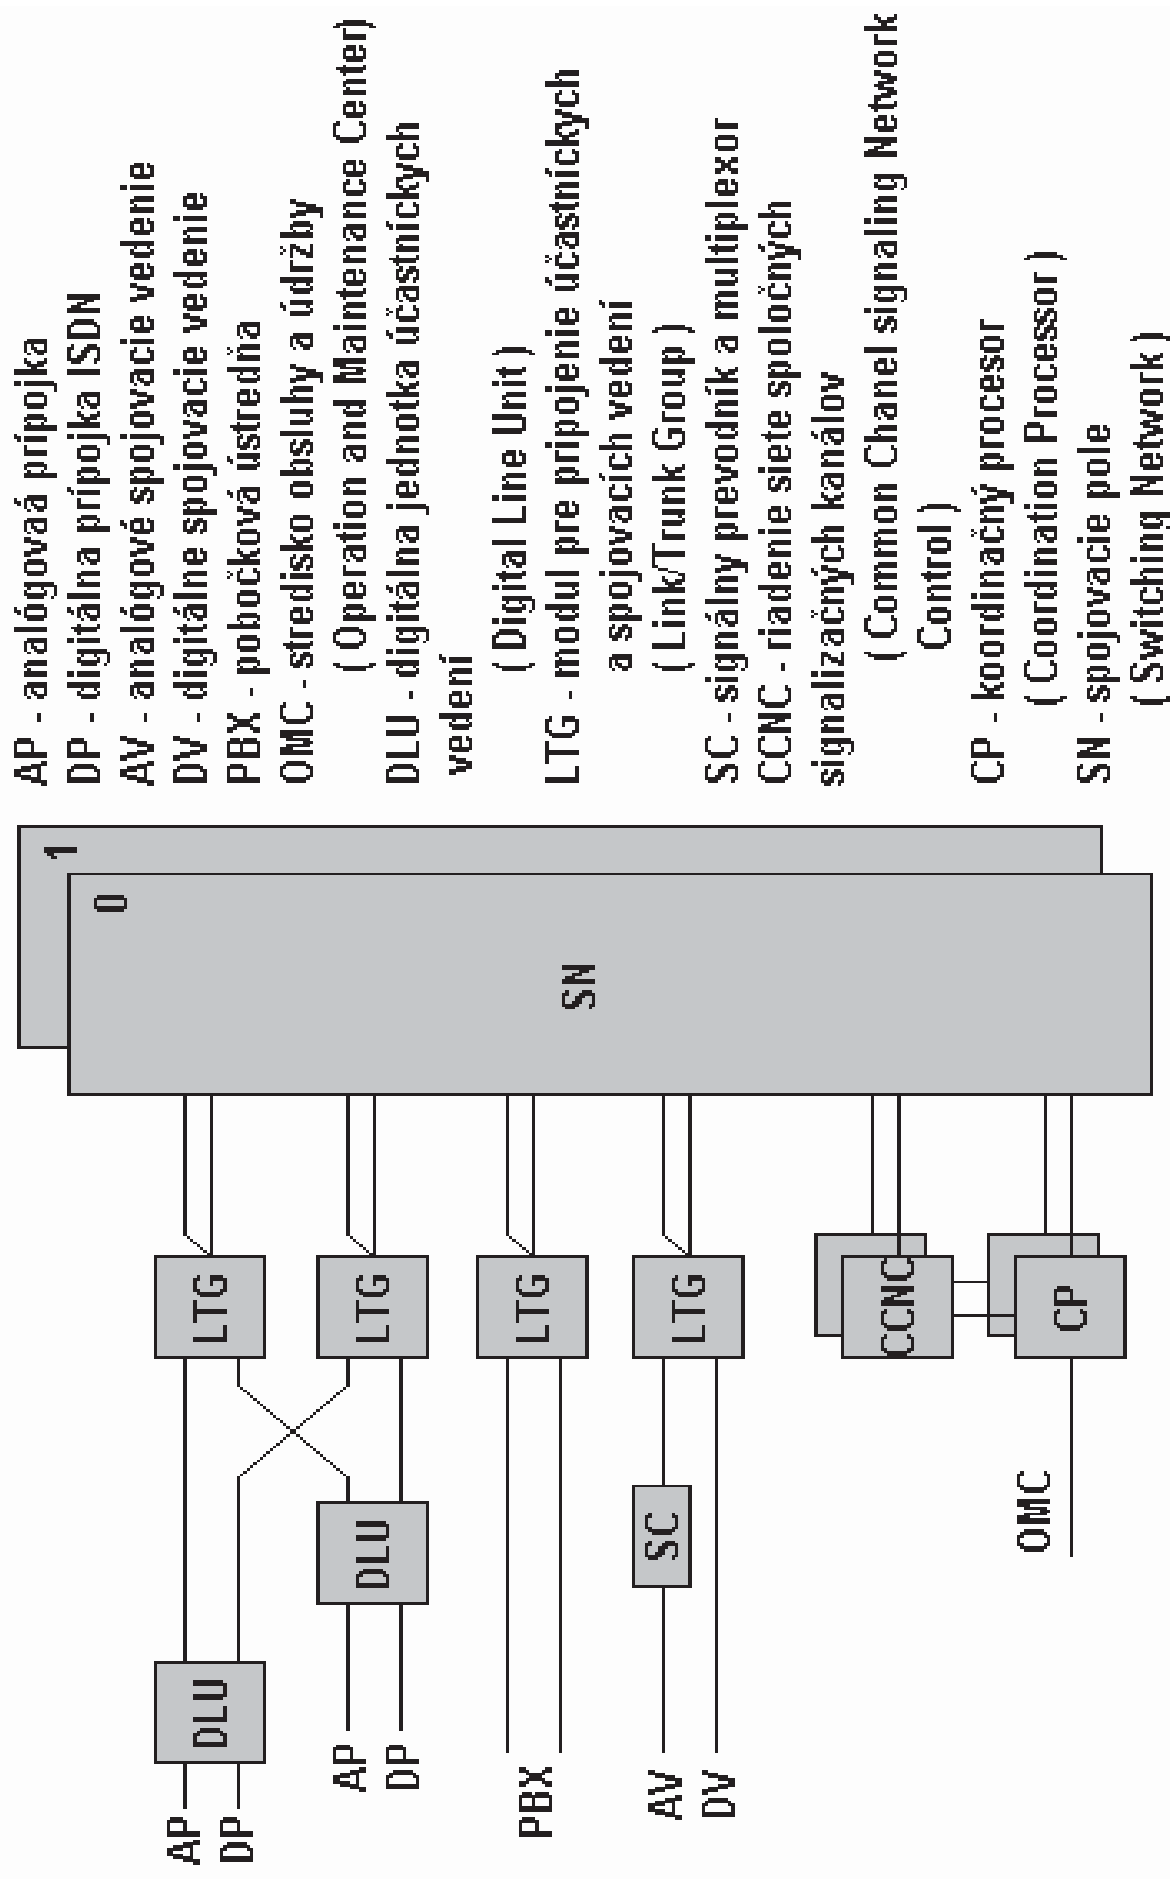 AP
DP
DLU
LTG
AP
DP
DLU
LTG
PBX
LTG
AV
DV
SC
LTG
CCNC
OMC
CP
SN
0
1
AP - analógovaá prípojka
DP - digitálna prípojka ISDN
AV - analógové spojovacie vedenie
DV - digitálne spojovacie vedenie
PBX - pobočková ústredňa
OMC - stredisko obsluhy a údržby
( Operation and Maintenance Center)
DLU - digitálna jednotka účastníckych
vedení
( Digital Line Unit )
LTG - modul pre pripojenie účastníckych
a spojovacích vedení
( Link/Trunk Group )
SC - signálny prevodník a multiplexor
CCNC - riadenie siete spoločných
signalizačných kanálov
( Common Chanel signaling Network
Control )
CP - koordinačný procesor
( Coordination Processor )
SN - spojovacie pole
( Switching Network )